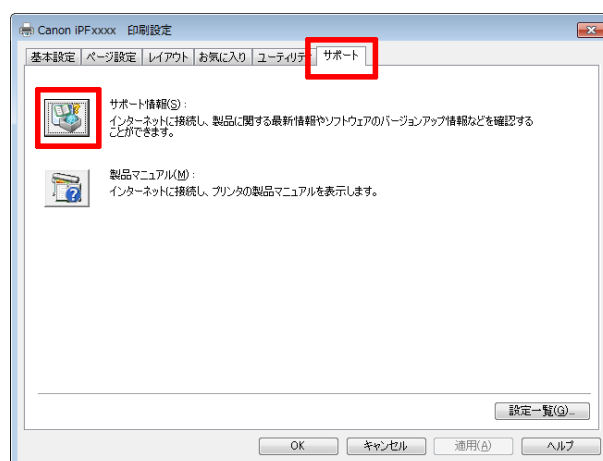 Canon iPFxxxx 印刷設定
基本設定 ページ設定 レイアウト お気に入り ユーティリティ サポート
サポート情報(S) :
インターネットに接続し、製品に関する最新情報やソフトウェアのバージョンアップ情報などを確認する
ことができます。
製品マニュアル(M) :
インターネットに接続し、プリンタの製品マニュアルを表示します。
設定一覧(G)...
OK キャンセル 適用(A) ヘルプ